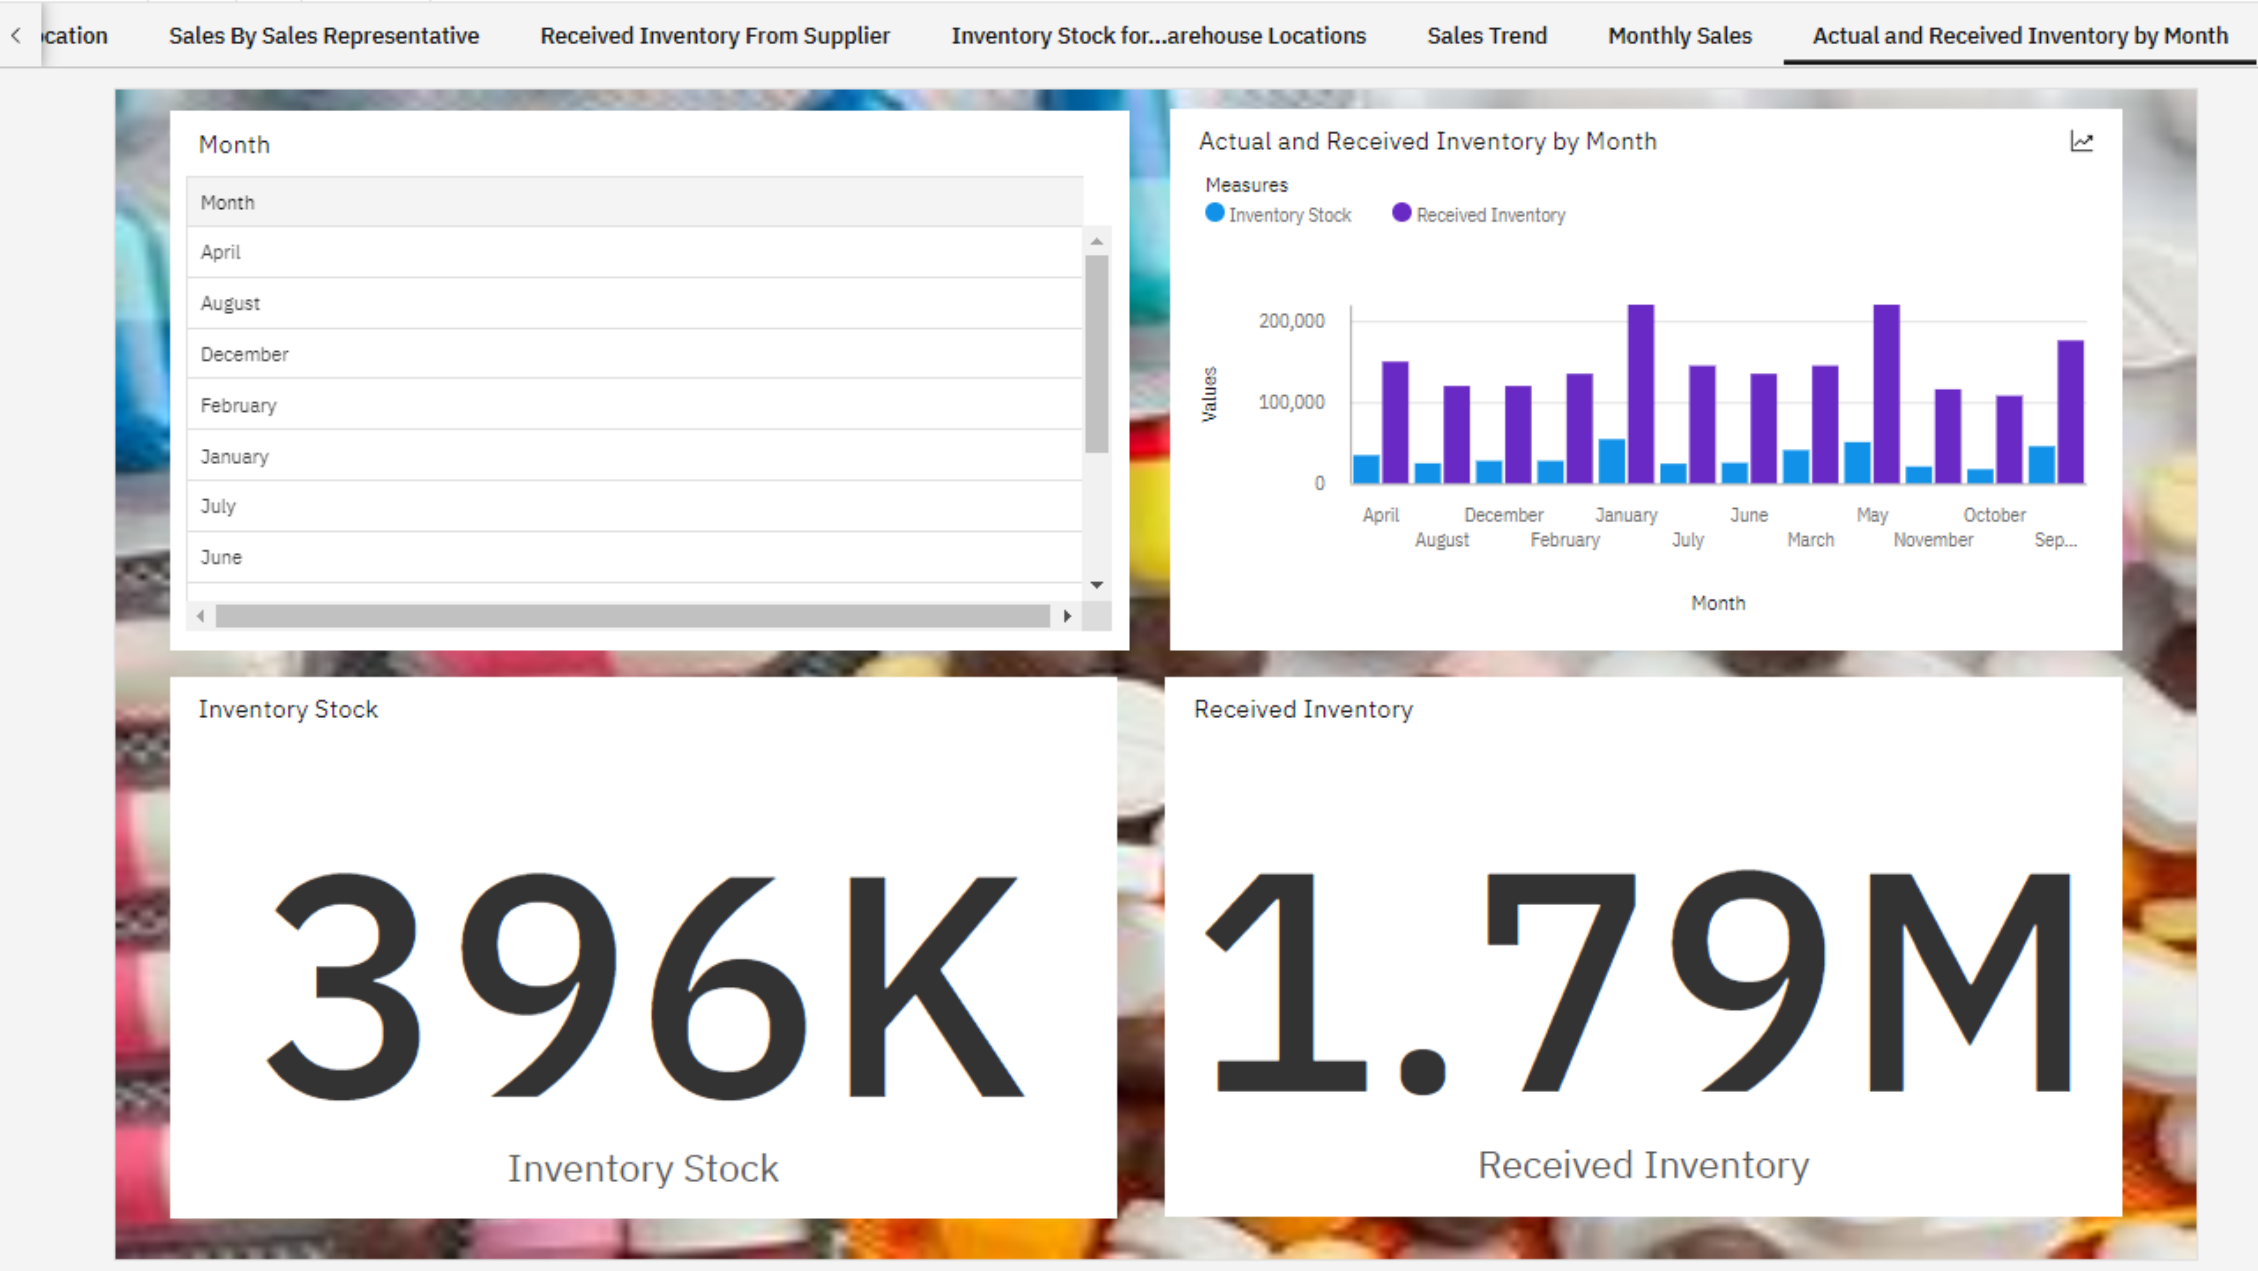 cation Sales By Sales Representative Received Inventory From Supplier Inventory Stock for...arehouse Locations Sales Trend Monthly Sales Actual and Received Inventory by Month
Month
Month
April
August
December
February
January
July
June
Actual and Received Inventory by Month
Measures
Inventory Stock Received Inventory
200,000
100,000
0
Values
April December January June May October
August February July March November Sep...
Month
Inventory Stock
396K
Inventory Stock
Received Inventory
1.79M
Received Inventory